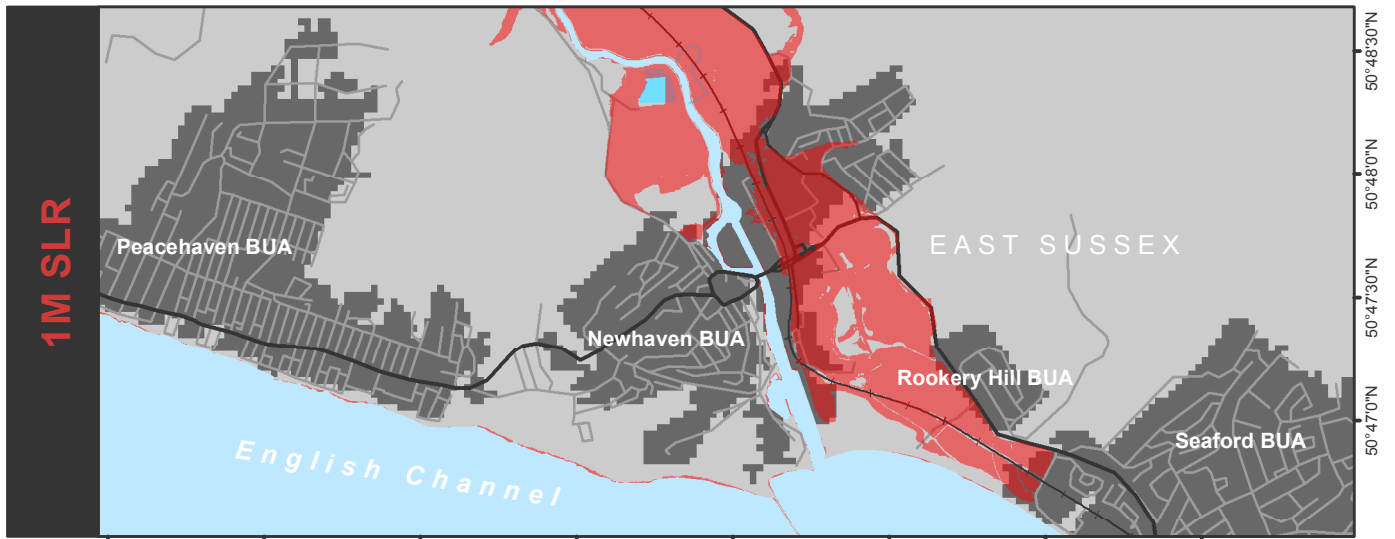 1M SLR
Peacehaven BUA
Newhaven BUA
EAST SUSSEX
Rookery Hill BUA
Seaford BUA
English Channel
50°48'30"N
50°48'0"N
50°47'30"N
50°47'0"N